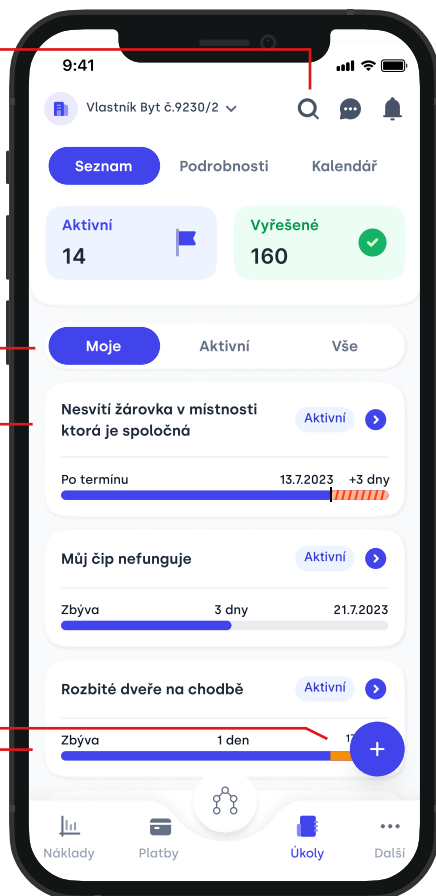 9:41
Vlastník Byt č.9230/2
Seznam
Podrobnosti
Kalendář
Aktivní
14
Vyřešené
160
Moje
Aktivní
Vše
Nesvítí žárovka v místnosti
ktorá je spoločná
Aktivní
Po termínu
13.7.2023
+3 dny
Můj čip nefunguje
Aktivní
Zbýva
3 dny
21.7.2023
Rozbité dveře na chodbě
Aktivní
Zbýva
1 den
Náklady
Platby
Úkoly
Další